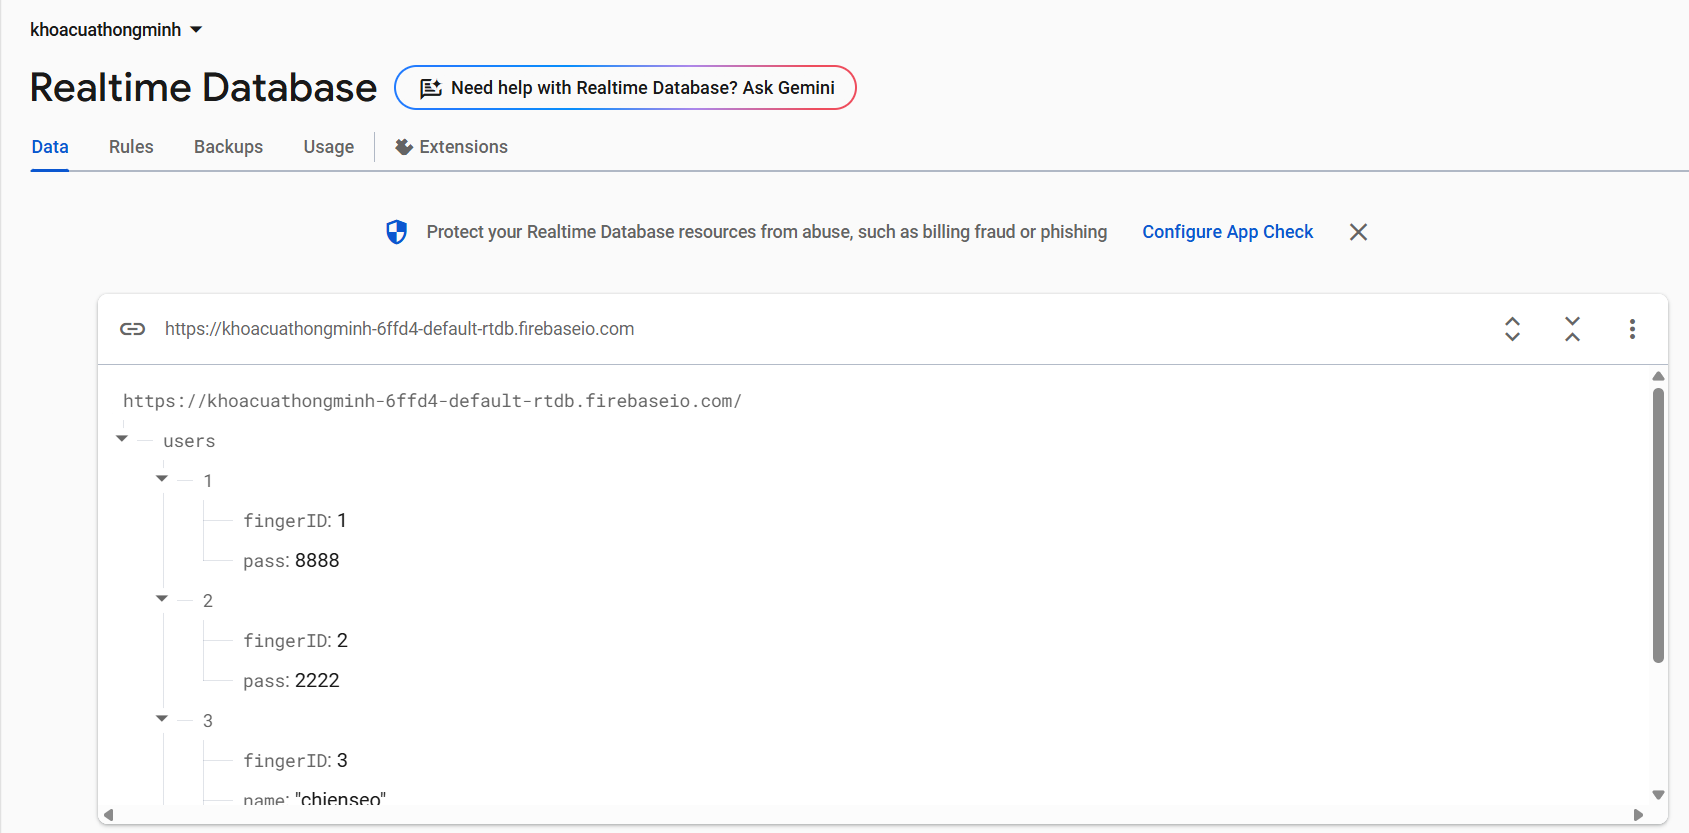 khoacuathongminh
Realtime Database
Need help with Realtime Database? Ask Gemini
Data Rules Backups Usage Extensions
Protect your Realtime Database resources from abuse, such as billing fraud or phishing Configure App Check
https://khoacuathongminh-6ffd4-default-rtdb.firebaseio.com
https://khoacuathongminh-6ffd4-default-rtdb.firebaseio.com/
users
1
fingerID: 1
pass: 8888
2
fingerID: 2
pass: 2222
3
fingerID: 3
name: "chienseo"